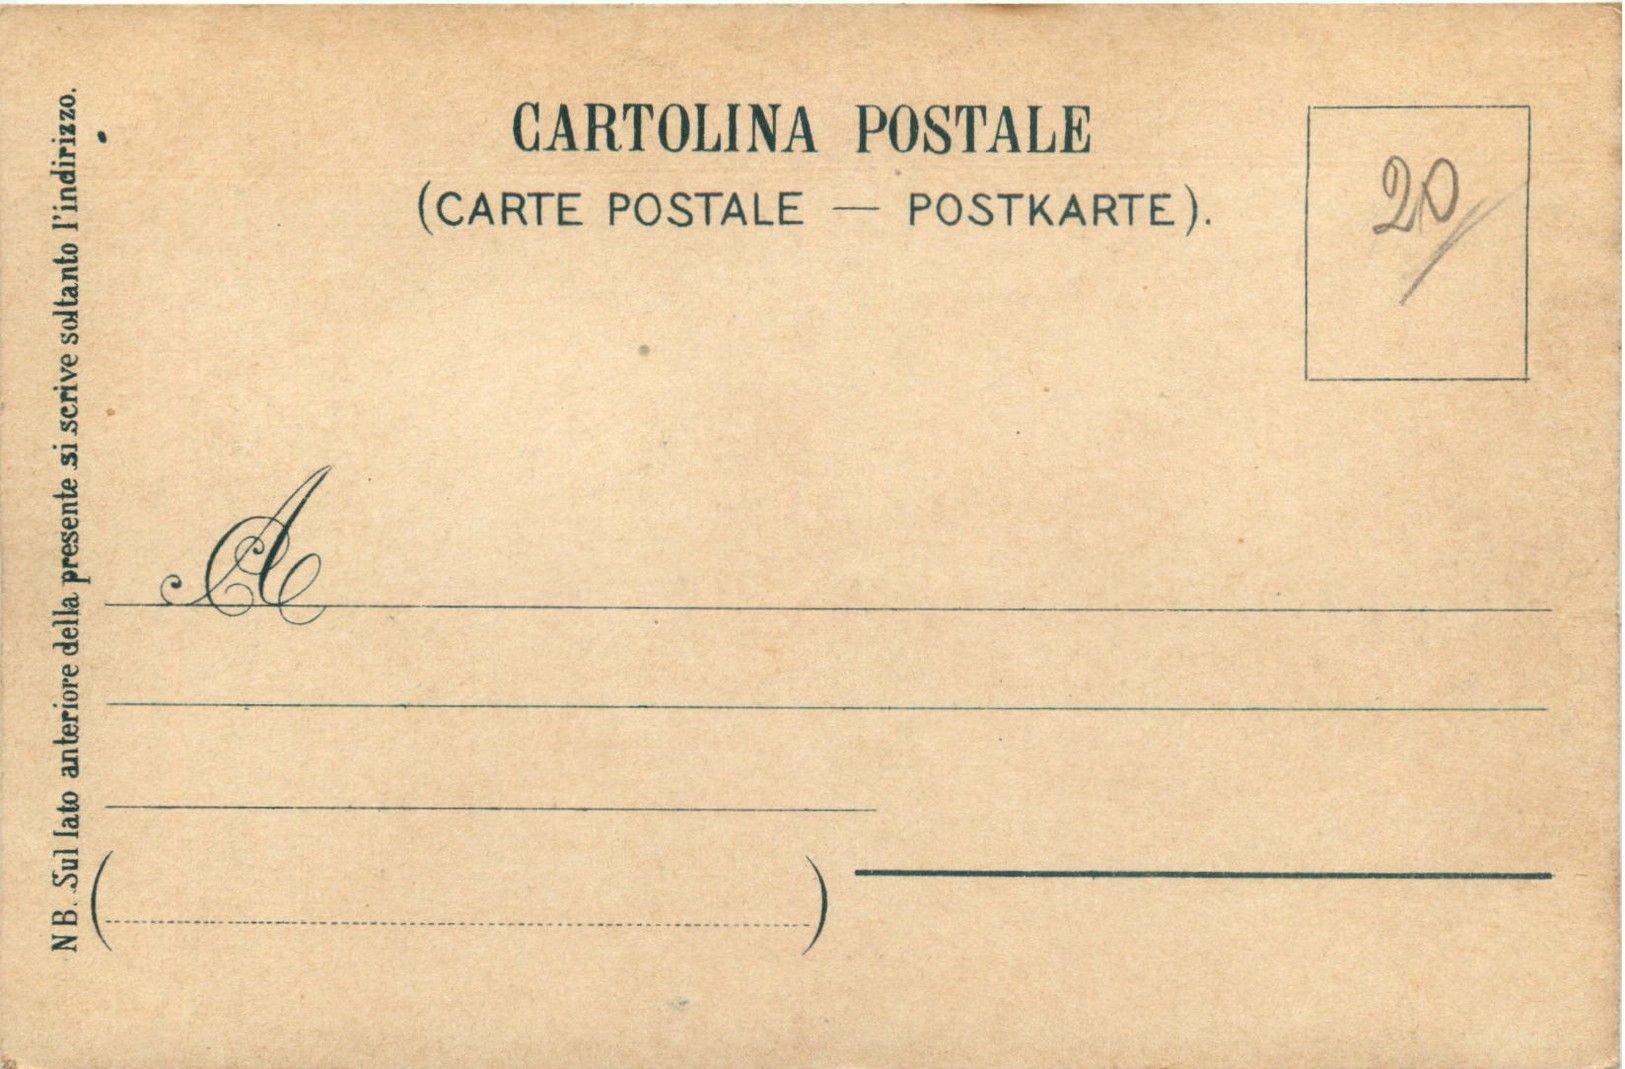 CARTOLINA POSTALE
(CARTE POSTALE — POSTKARTE).
20/
A
NB. Sul lato anteriore della presente si scrive soltanto l'indirizzo.